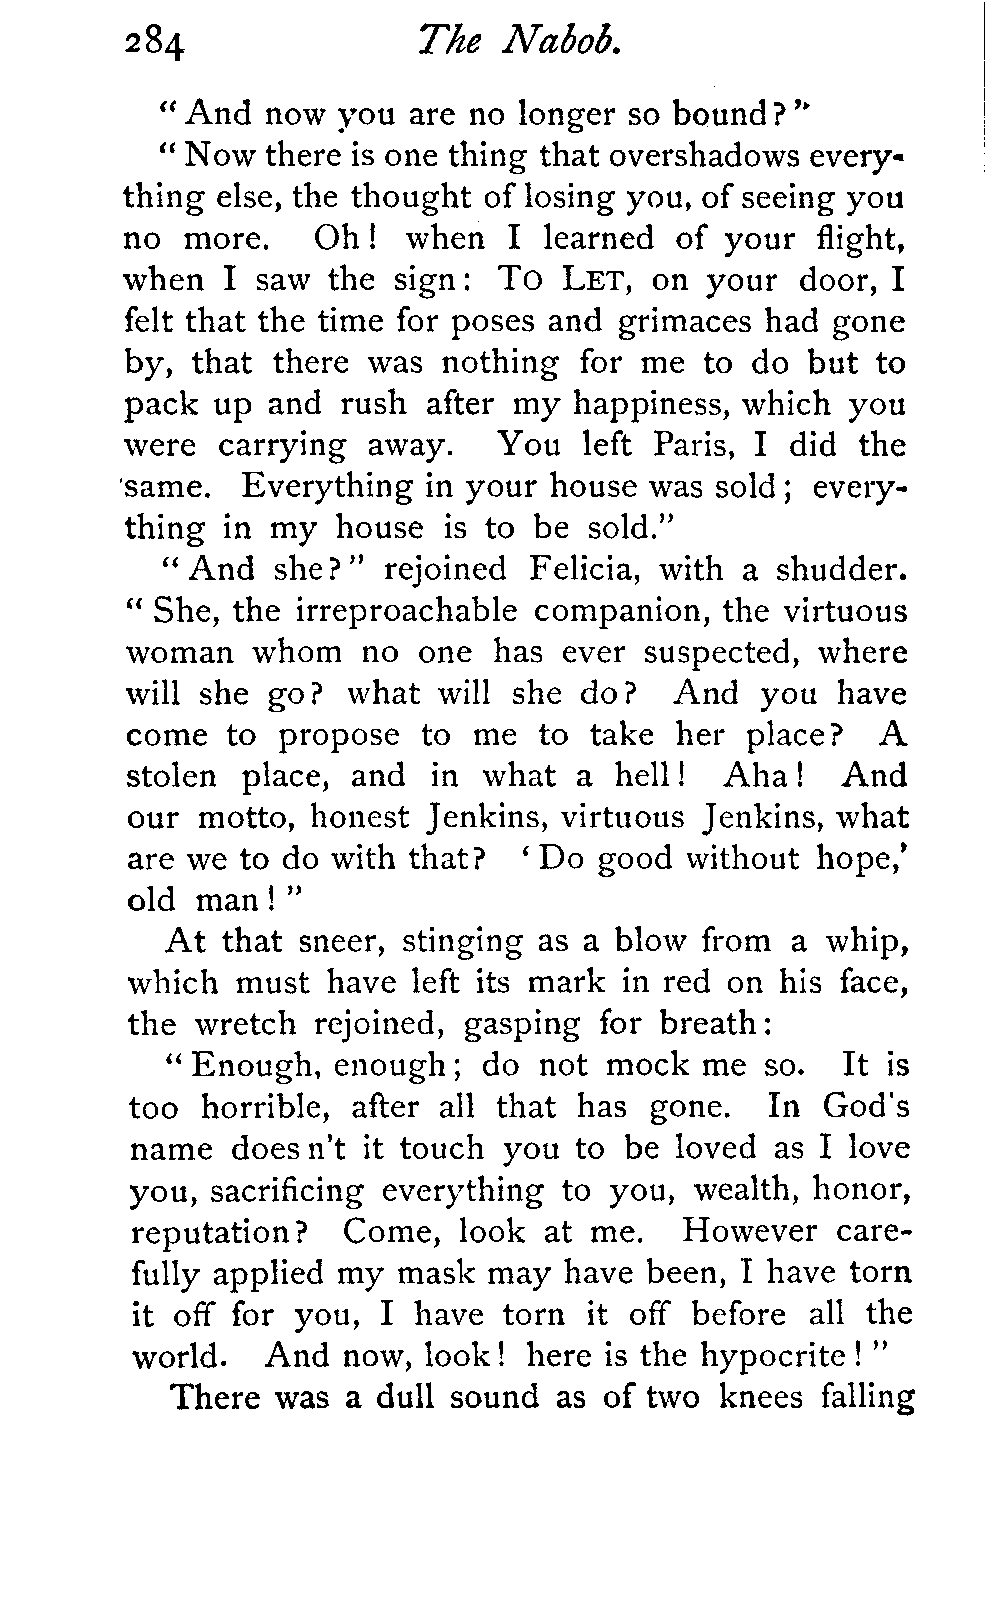 284 The Nabob.
“And now you are no longer so bound?”
“Now there is one thing that overshadows every-
thing else, the thought of losing you, of seeing you
no more. Oh! when I learned of your flight,
when I saw the sign: To Let, on your door, I
felt that the time for poses and grimaces had gone
by, that there was nothing for me to do but to
pack up and rush after my happiness, which you
were carrying away. You left Paris, I did the
same. Everything in your house was sold; every-
thing in my house is to be sold.”
“And she?” rejoined Felicia, with a shudder.
“She, the irreproachable companion, the virtuous
woman whom no one has ever suspected, where
will she go? what will she do? And you have
come to propose to me to take her place? A
stolen place, and in what a hell! Aha! And
our motto, honest Jenkins, virtuous Jenkins, what
are we to do with that? ‘Do good without hope,’
old man!”
At that sneer, stinging as a blow from a whip,
which must have left its mark in red on his face,
the wretch rejoined, gasping for breath:
“Enough, enough; do not mock me so. It is
too horrible, after all that has gone. In God's
name does n't it touch you to be loved as I love
you, sacrificing everything to you, wealth, honor,
reputation? Come, look at me. However care-
fully applied my mask may have been, I have torn
it off for you, I have torn it off before all the
world. And now, look! here is the hypocrite!”
There was a dull sound as of two knees falling